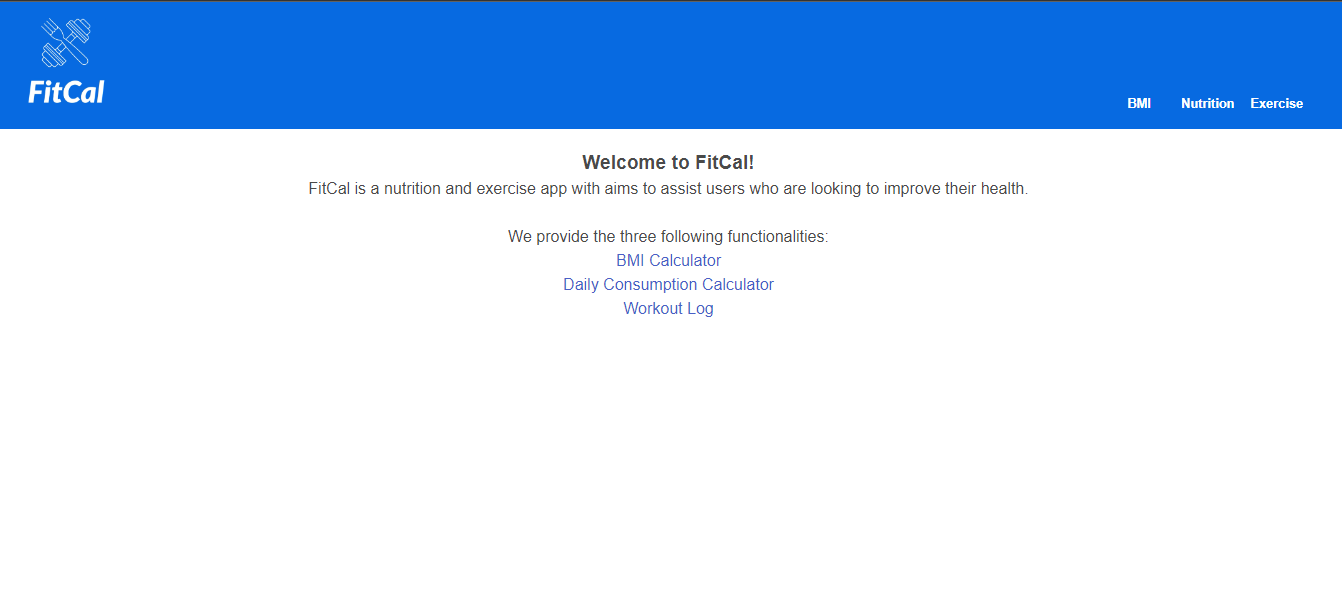 FitCal
BMI Nutrition Exercise
Welcome to FitCal!
FitCal is a nutrition and exercise app with aims to assist users who are looking to improve their health.
We provide the three following functionalities:
BMI Calculator
Daily Consumption Calculator
Workout Log